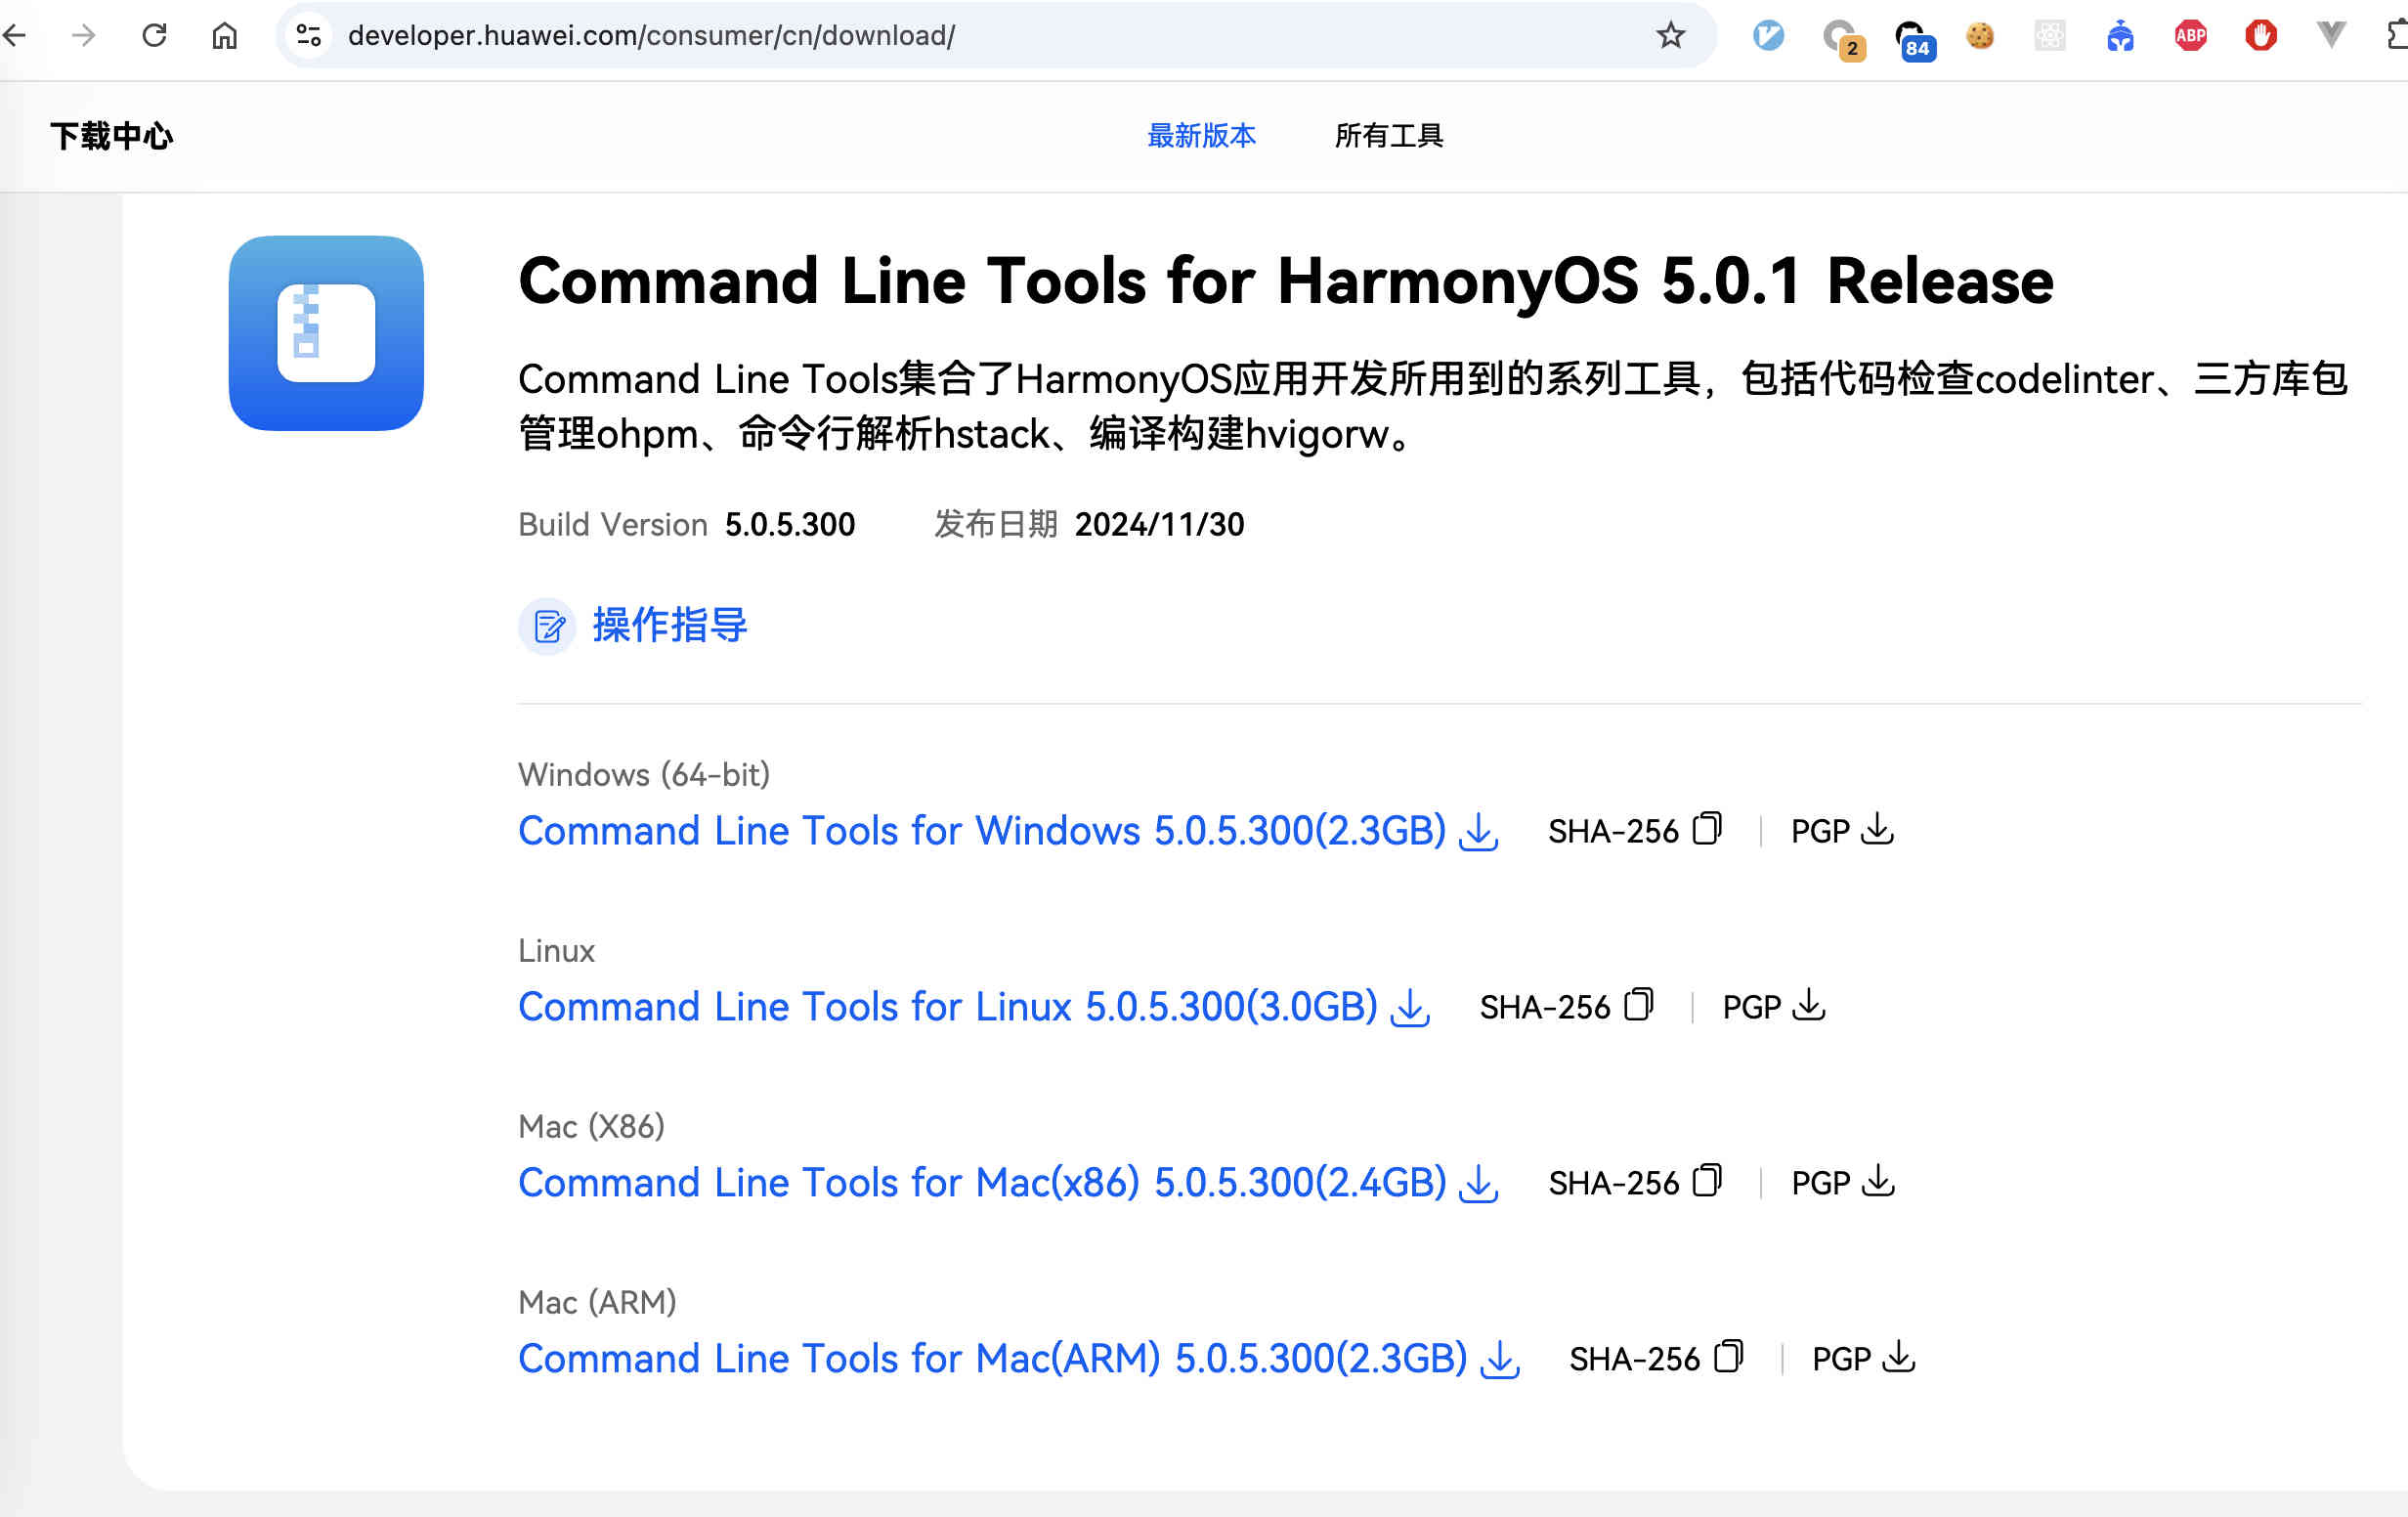 developer.huawei.com/consumer/cn/download/
2
84
ABP
下载中心
最新版本
所有工具
Command Line Tools for HarmonyOS 5.0.1 Release
Command Line Tools集合了HarmonyOS应用开发所用到的系列工具，包括代码检查codelinter、三方库包
管理ohpm、命令行解析hstack、编译构建hvigorw。
Build Version 5.0.5.300 发布日期 2024/11/30
操作指导
Windows (64-bit)
Command Line Tools for Windows 5.0.5.300(2.3GB) SHA-256 | PGP
Linux
Command Line Tools for Linux 5.0.5.300(3.0GB) SHA-256 | PGP
Mac (X86)
Command Line Tools for Mac(x86) 5.0.5.300(2.4GB) SHA-256 | PGP
Mac (ARM)
Command Line Tools for Mac(ARM) 5.0.5.300(2.3GB) SHA-256 | PGP